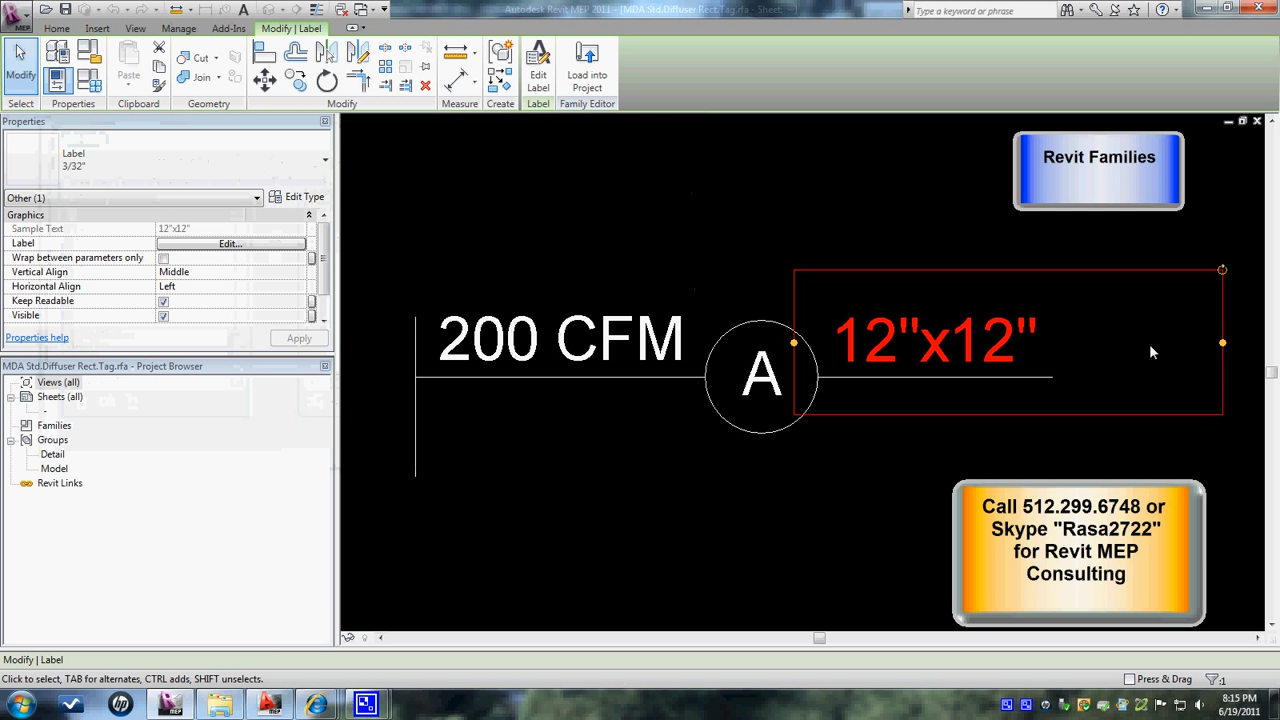 Autodesk Revit MEP 2011 - [MDA Std.Diffuser Rect.Tag.rfa - Sheet: -
Type a keyword or phrase
MEP
Home Insert View Manage Add-Ins Modify | Label
Modify
Paste
Cut
Join
Edit
Label
Load into
Project
Select Properties Clipboard Geometry Modify Measure Create Label Family Editor
Properties
Label
3/32"
Other (1)
Edit Type
Graphics
Sample Text 12"x12"
Label Edit...
Wrap between parameters only
Vertical Align Middle
Horizontal Align Left
Keep Readable
Visible
Properties help
Apply
MDA Std.Diffuser Rect.Tag.rfa - Project Browser
Views (all)
Sheets (all)
-
Families
Groups
Detail
Model
Revit Links
Revit Families
200 CFM
A
12"x12"
Call 512.299.6748 or
Skype "Rasa2722"
for Revit MEP
Consulting
Modify | Label
Click to select, TAB for alternates, CTRL adds, SHIFT unselects.
Press & Drag
:1
8:15 PM
6/19/2011